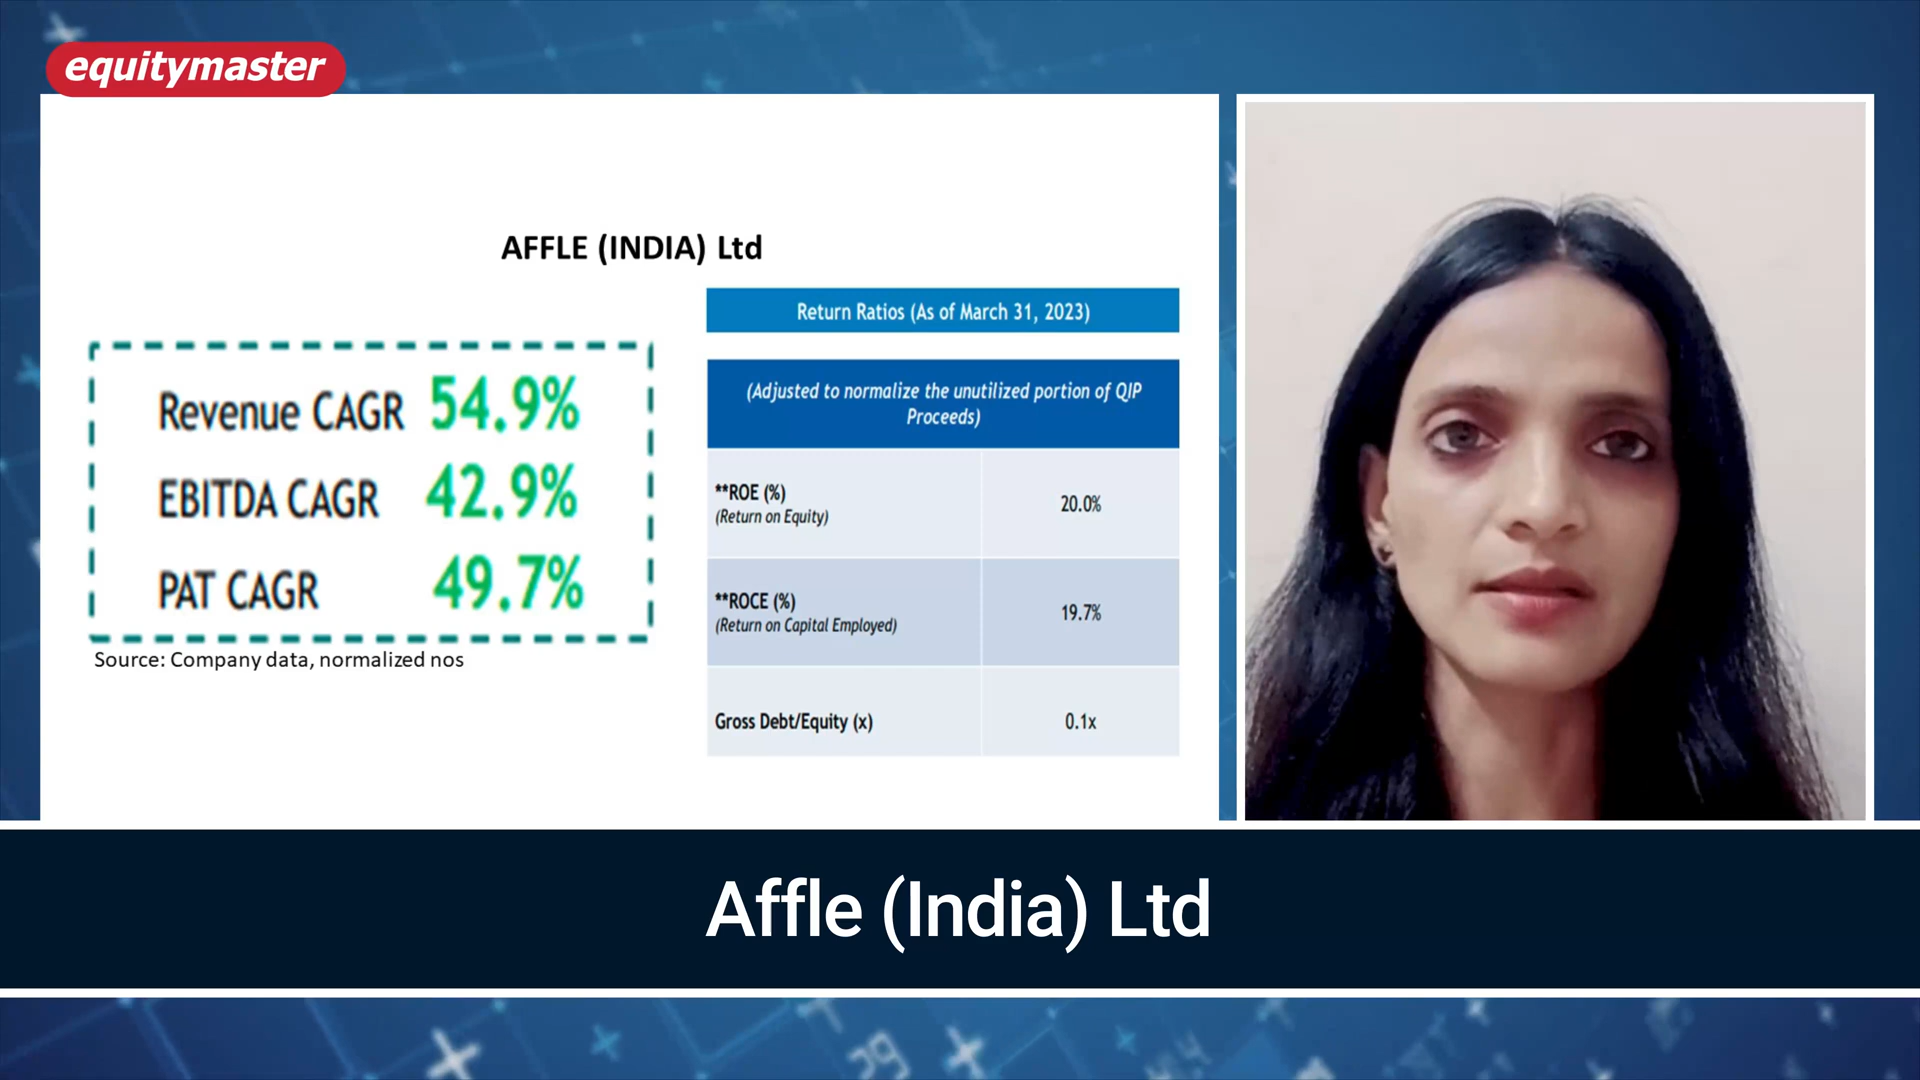 equitymaster
AFFLE (INDIA) Ltd
Revenue CAGR 54.9%
EBITDA CAGR 42.9%
PAT CAGR 49.7%
Source: Company data, normalized nos
Return Ratios (As of March 31, 2023)
(Adjusted to normalize the unutilized portion of QIP
Proceeds)
**ROE (%)
(Return on Equity)
20.0%
**ROCE (%)
(Return on Capital Employed)
19.7%
Gross Debt/Equity (x)
0.1x
Affle (India) Ltd
39